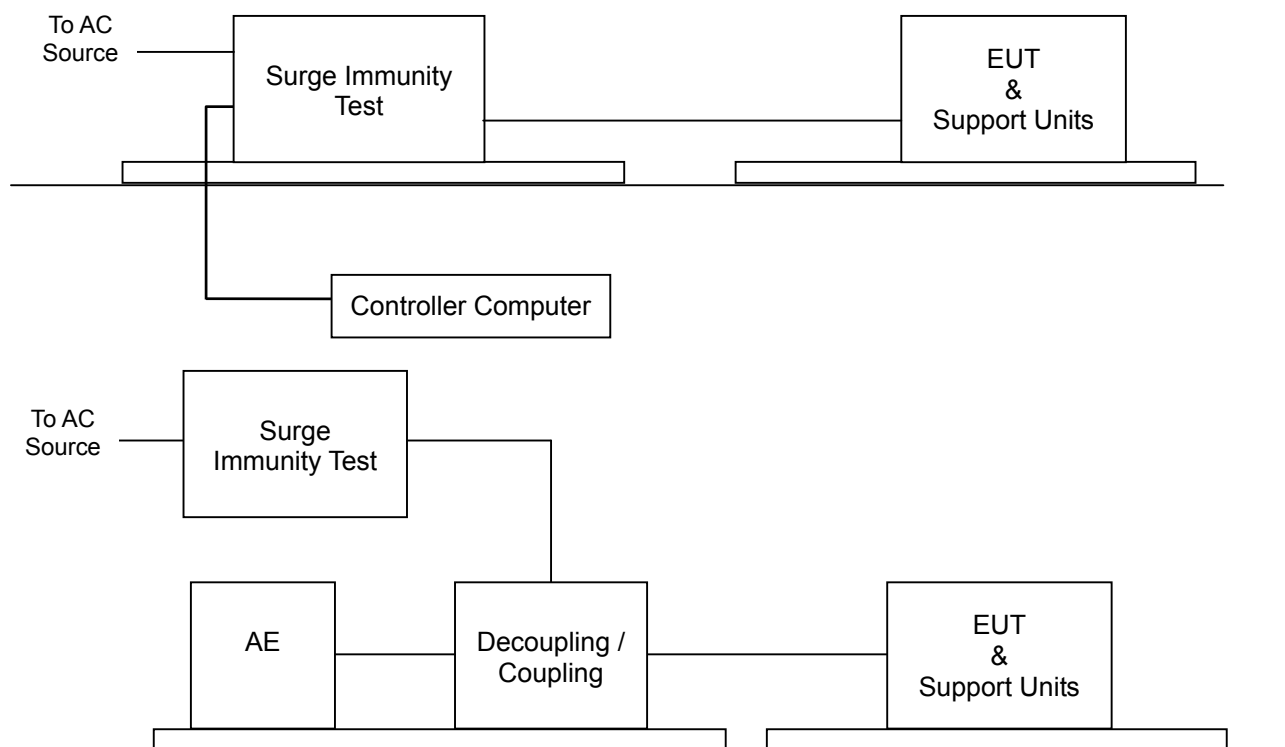 To AC
Source
Surge Immunity
Test
EUT
&
Support Units
Controller Computer
To AC
Source
Surge
Immunity Test
AE
Decoupling /
Coupling
EUT
&
Support Units